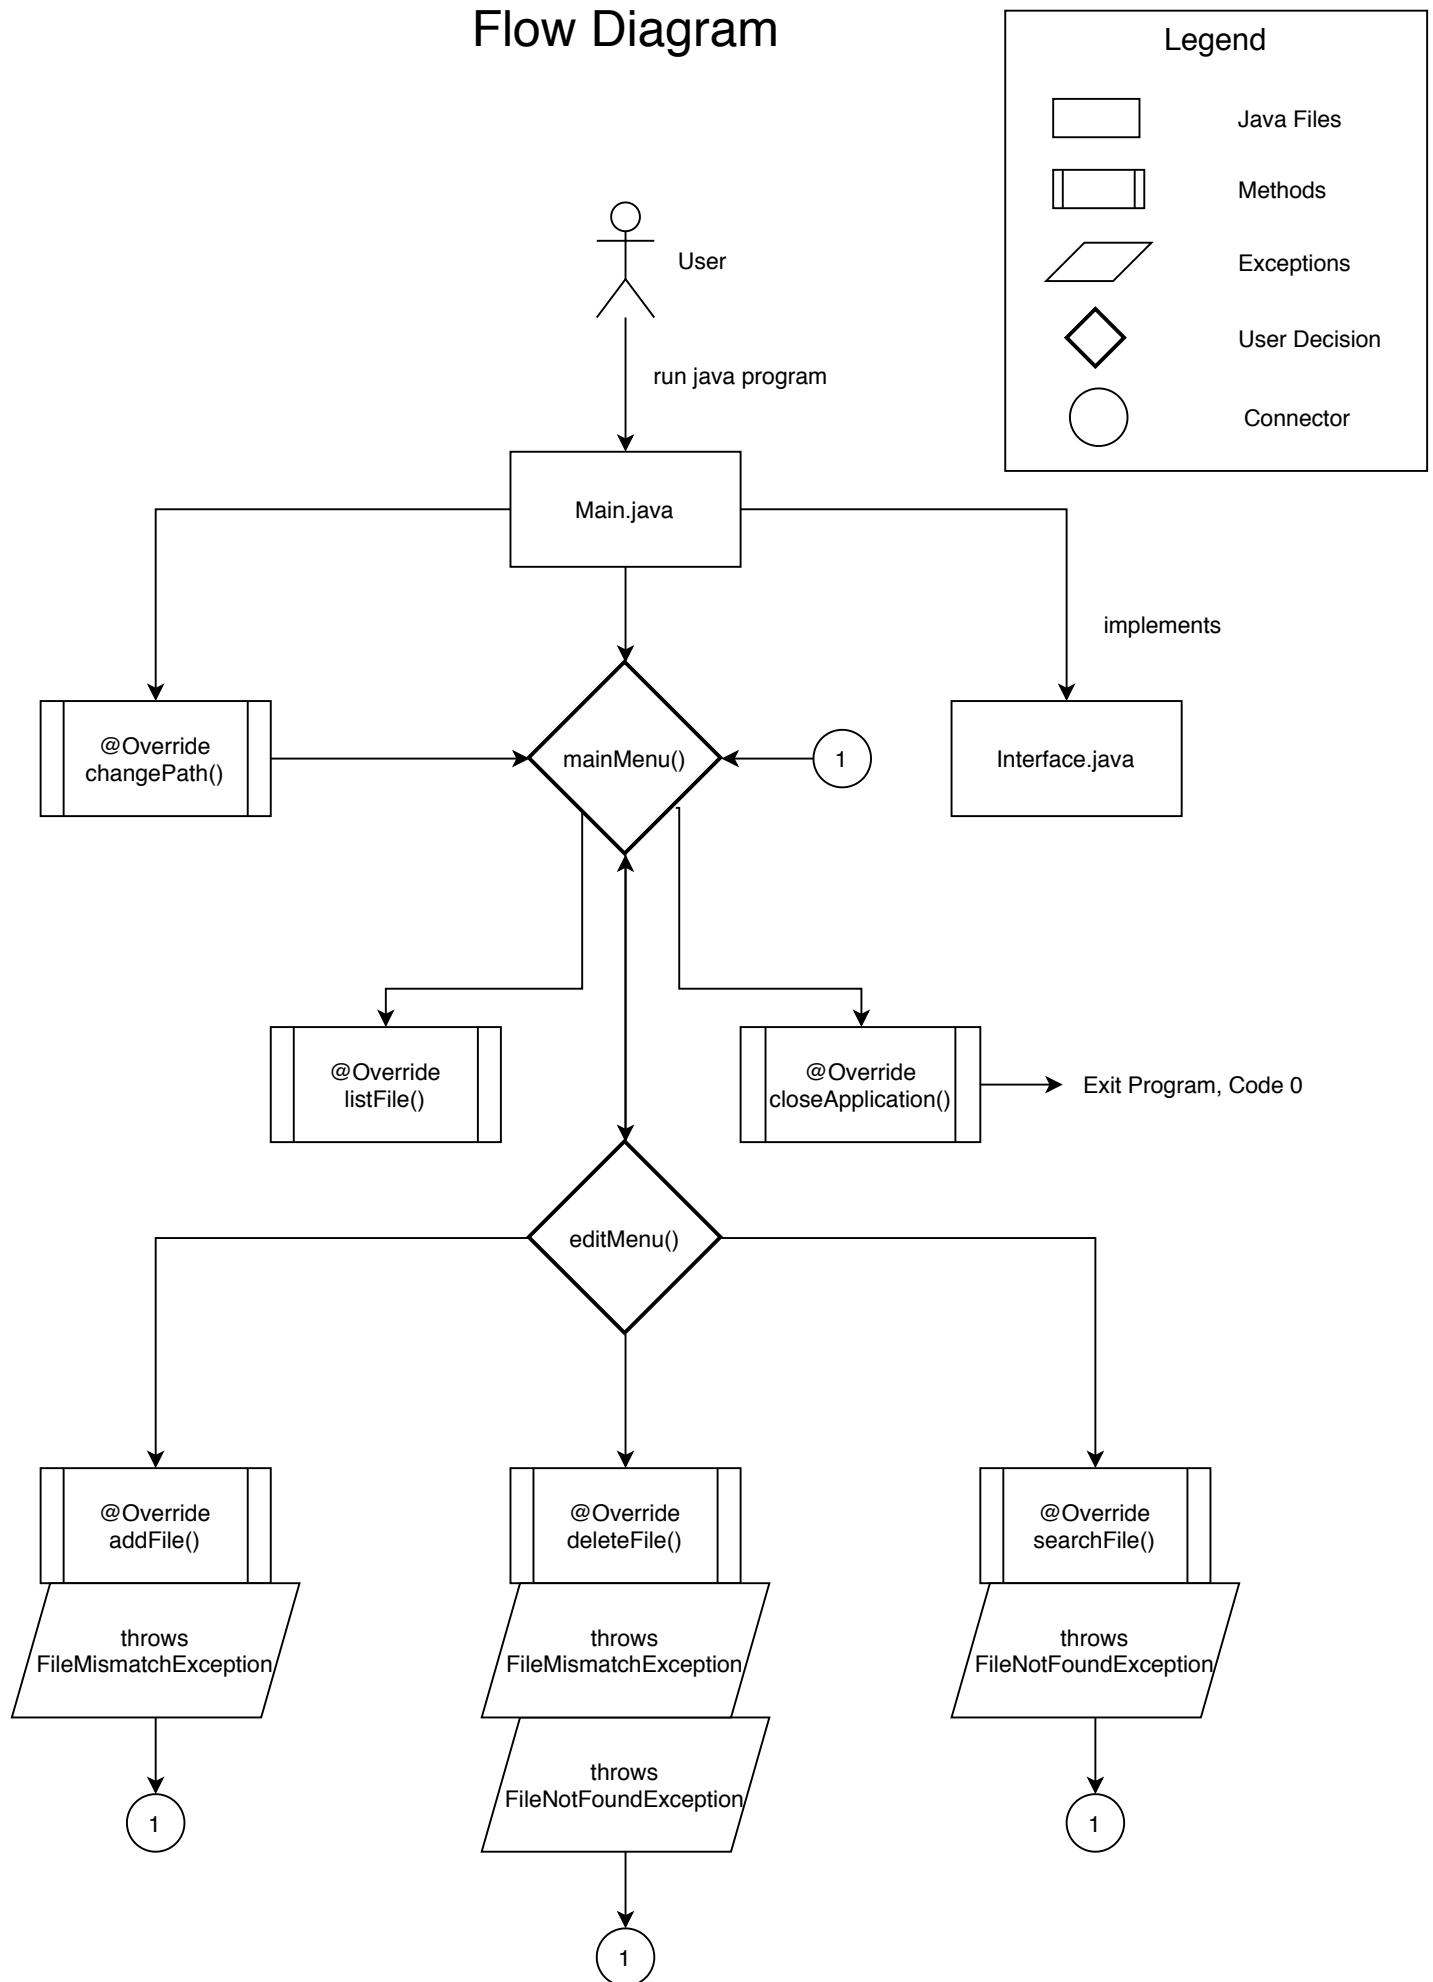 Flow Diagram
Legend
Java Files
Methods
Exceptions
User Decision
Connector
User
run java program
Main.java
implements
@Override
changePath()
mainMenu()
1
Interface.java
@Override
listFile()
@Override
closeApplication()
Exit Program, Code 0
editMenu()
@Override
addFile()
@Override
deleteFile()
@Override
searchFile()
throws
FileMismatchException
throws
FileMismatchException
throws
FileNotFoundException
throws
FileNotFoundException
1
1
1